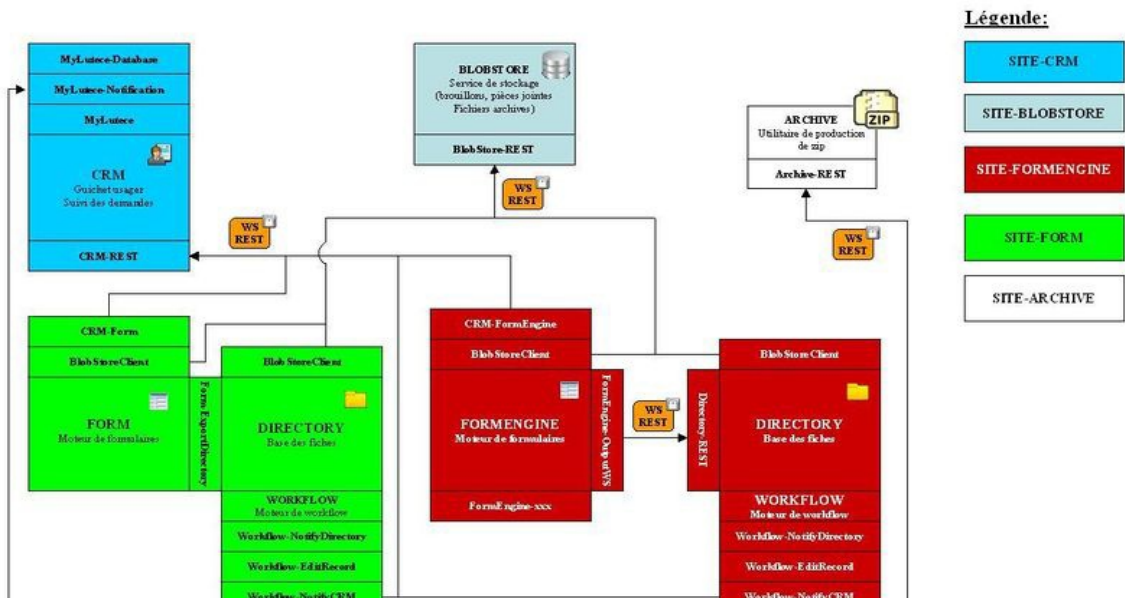 Légende:
SITE-CRM
SITE-BLOBSTORE
SITE-FORMENGINE
SITE-FORM
SITE-ARCHIVE
MyLutece-Database
MyLutece-Notification
MyLutece
CRM
Guichet usager
Suivi des demandes
CRM-REST
BLOBSTORE
Service de stockage
(brouillons, pièces jointes
Fichiers archives)
BlobStore-REST
ZIP
ARCHIVE
Utilitaire de production
de zip
Archive-REST
WS
REST
WS
REST
WS
REST
CRM-Form
BlobStoreClient
FORM
Moteur de formulaires
Form-ExportDirectory
BlobStoreClient
DIRECTORY
Base des fiches
WORKFLOW
Moteur de workflow
Workflow-NotifyDirectory
Workflow-EditRecord
Workflow-NotifyCRM
CRM-FormEngine
BlobStoreClient
FORMENGINE
Moteur de formulaires
FormEngine-OutputWS
FormEngine-xxx
WS
REST
Directory-REST
BlobStoreClient
DIRECTORY
Base des fiches
WORKFLOW
Moteur de workflow
Workflow-NotifyDirectory
Workflow-EditRecord
Workflow-NotifyCRM